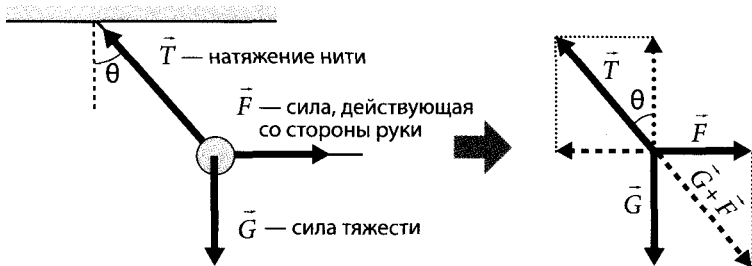 T⃗ — натяжение нити
θ
F⃗ — сила, действующая
со стороны руки
G⃗ — сила тяжести
T⃗
θ
F⃗
G⃗
G⃗ + F⃗